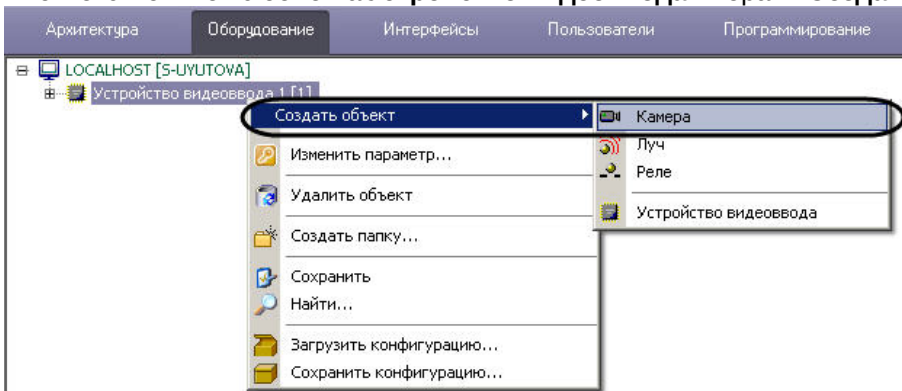 Архитектура Оборудование Интерфейсы Пользователи Программирование
LOCALHOST [S-UYUTOVA]
Устройство видеоввода 1 [1]
Создать объект
Камера
Луч
Реле
Устройство видеоввода
Изменить параметр...
Удалить объект
Создать папку...
Сохранить
Найти...
Загрузить конфигурацию...
Сохранить конфигурацию...